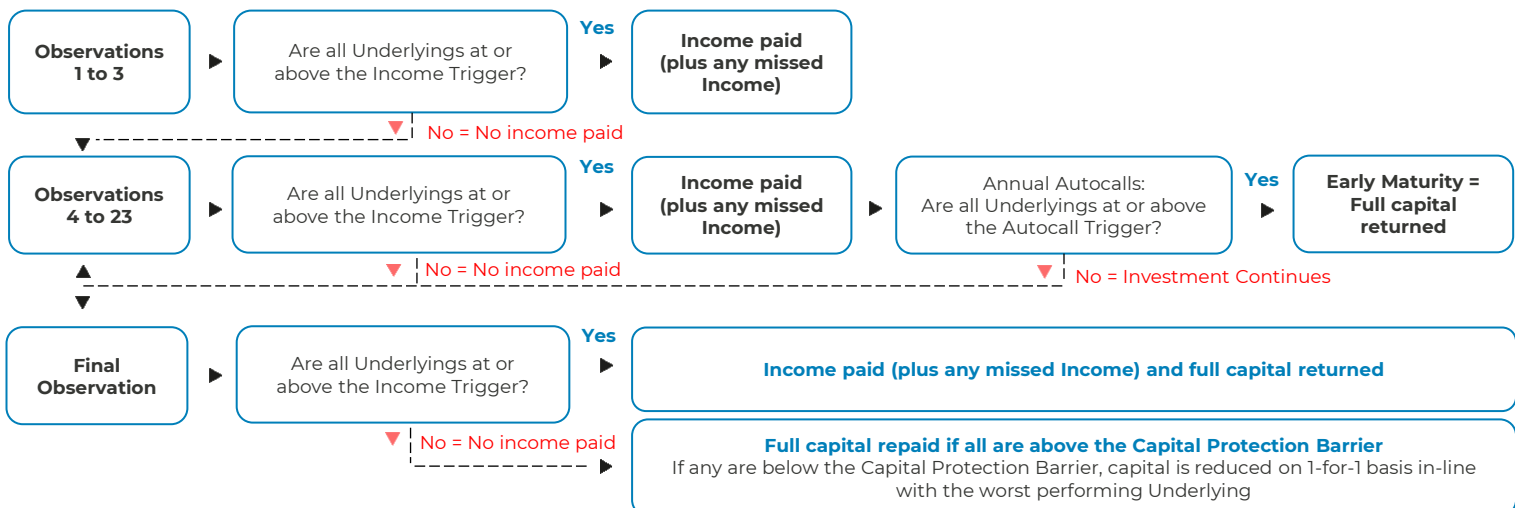 Observations
1 to 3
Are all Underlyings at or
above the Income Trigger?
Yes
Income paid
(plus any missed
Income)
No = No income paid
Observations
4 to 23
Are all Underlyings at or
above the Income Trigger?
Yes
Income paid
(plus any missed
Income)
Annual Autocalls:
Are all Underlyings at or above
the Autocall Trigger?
Yes
Early Maturity =
Full capital
returned
No = No income paid
No = Investment Continues
Final
Observation
Are all Underlyings at or
above the Income Trigger?
Yes
Income paid (plus any missed Income) and full capital returned
No = No income paid
Full capital repaid if all are above the Capital Protection Barrier
If any are below the Capital Protection Barrier, capital is reduced on 1-for-1 basis in-line
with the worst performing Underlying